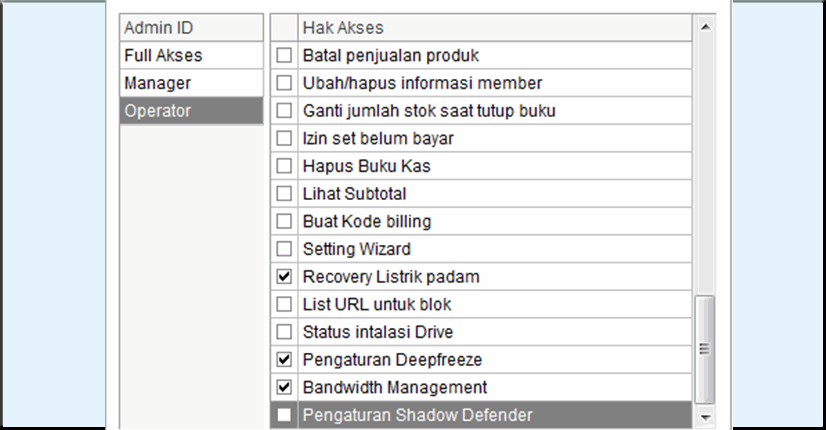 Admin ID
Full Akses
Manager
Operator
Hak Akses
Batal penjualan produk
Ubah/hapus informasi member
Ganti jumlah stok saat tutup buku
Izin set belum bayar
Hapus Buku Kas
Lihat Subtotal
Buat Kode billing
Setting Wizard
Recovery Listrik padam
List URL untuk blok
Status intalasi Drive
Pengaturan Deepfreeze
Bandwidth Management
Pengaturan Shadow Defender